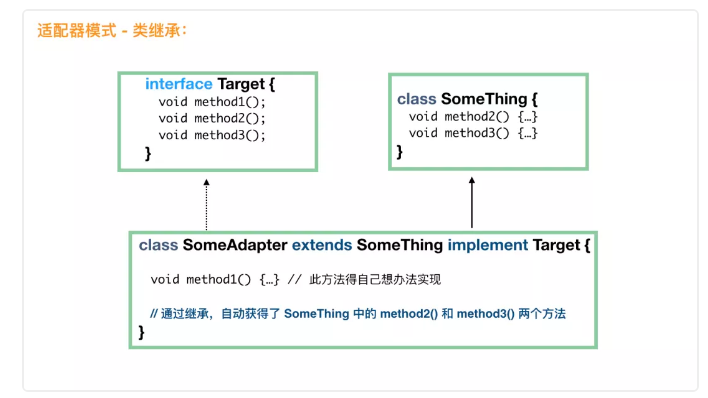 适配器模式 - 类继承：
interface Target {
void method1();
void method2();
void method3();
}
class SomeThing {
void method2() {…}
void method3() {…}
}
class SomeAdapter extends SomeThing implement Target {
void method1() {…} // 此方法得自己想办法实现
// 通过继承，自动获得了 SomeThing 中的 method2() 和 method3() 两个方法
}